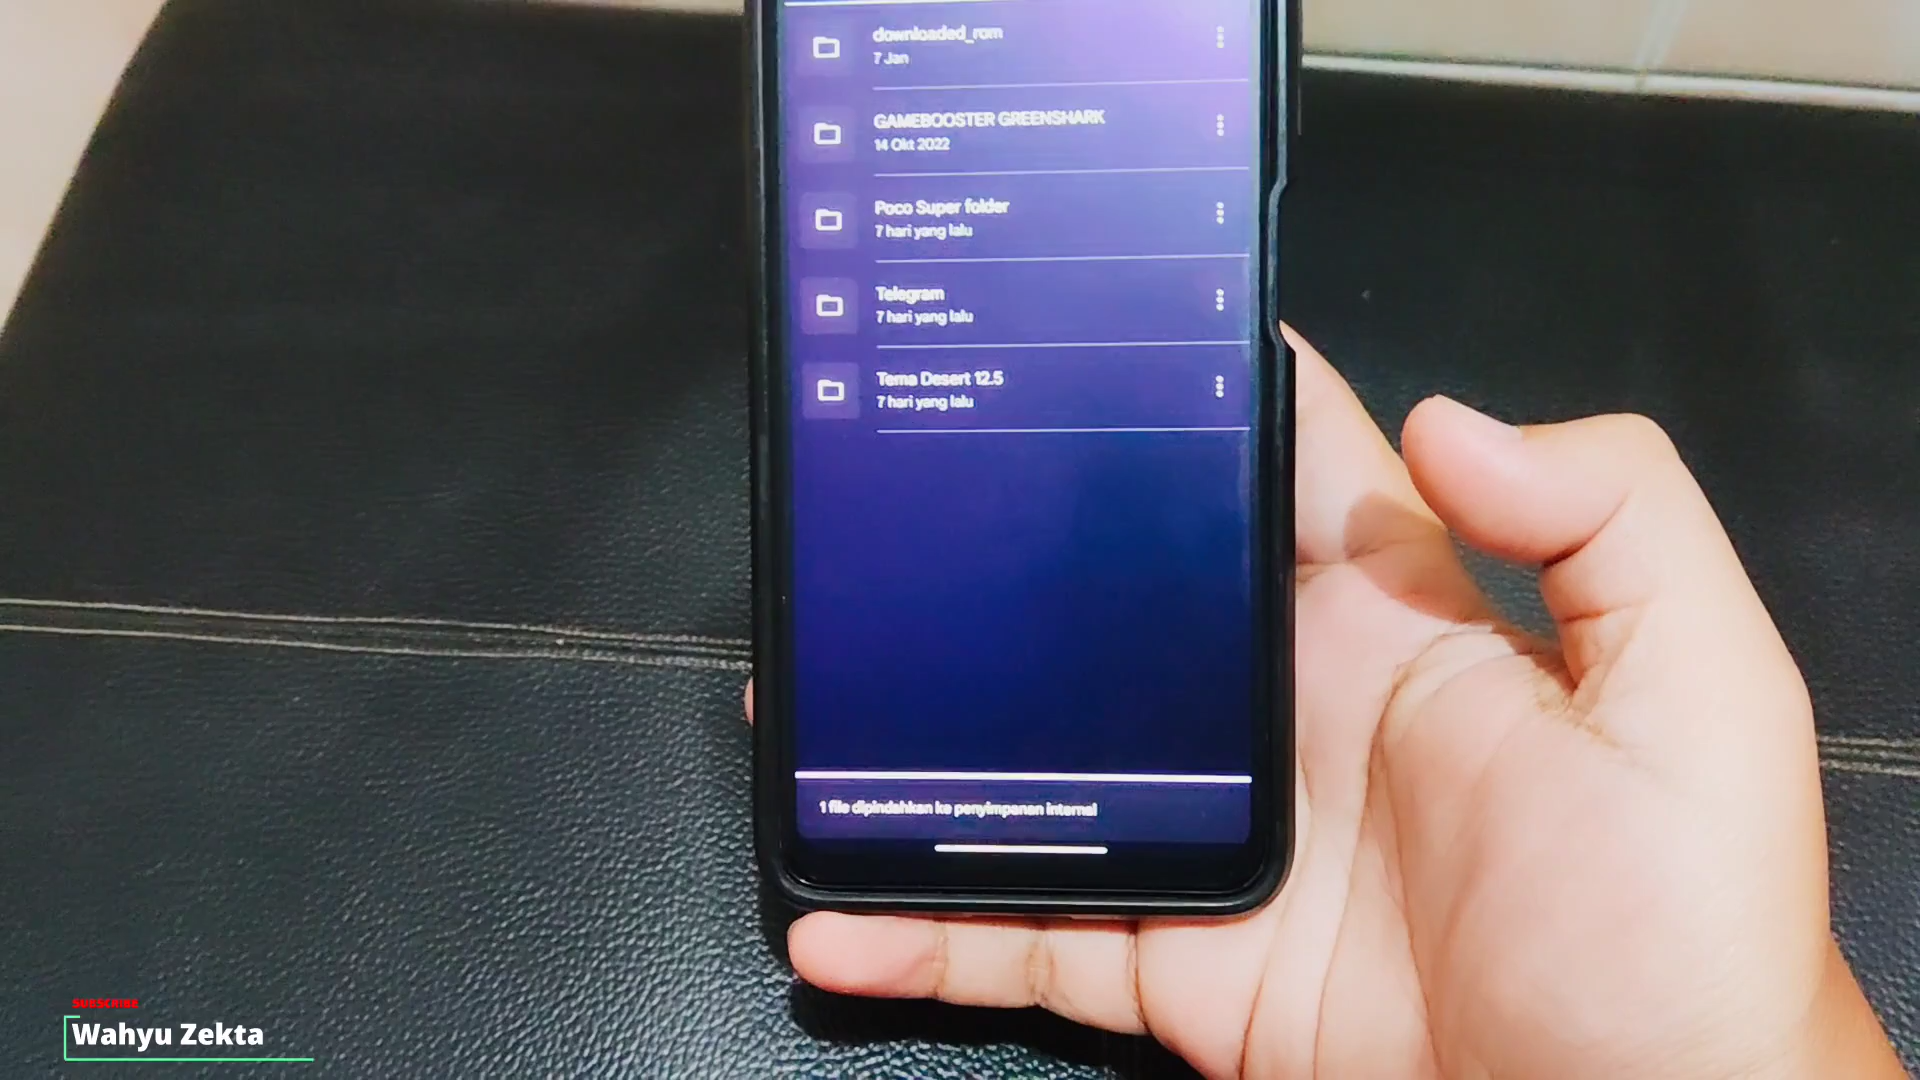 downloaded_rom
7 Jan
GAMEBOOSTER GREENSHARK
14 Okt 2022
Poco Super folder
7 hari yang lalu
Telegram
7 hari yang lalu
Tema Desert 12.5
7 hari yang lalu
1 file dipindahkan ke penyimpanan internal
SUBSCRIBE
Wahyu Zekta